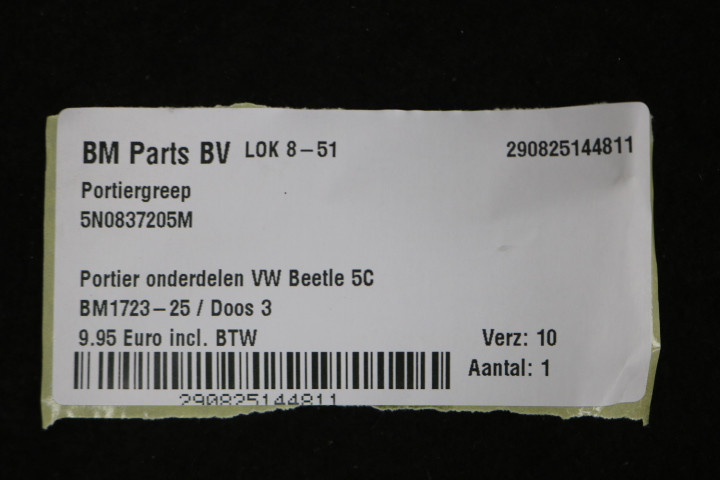 BM Parts BV LOK 8-51 290825144811
Portiergreep
5N0837205M
Portier onderdelen VW Beetle 5C
BM1723-25 / Doos 3
9.95 Euro incl. BTW Verz: 10
Aantal: 1
290825144811